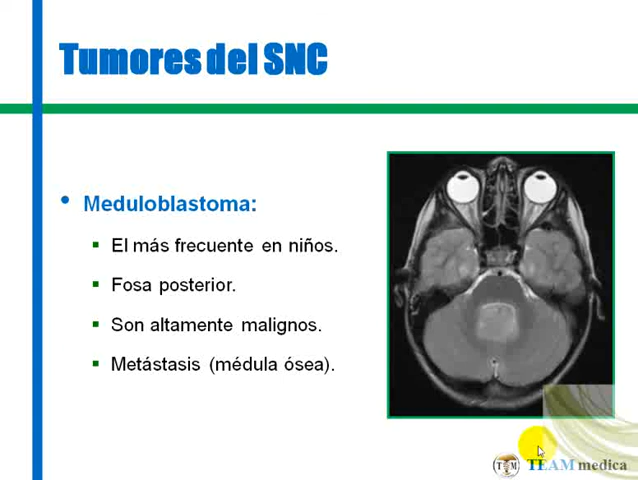 Tumores del SNC
• Meduloblastoma:
▪ El más frecuente en niños.
▪ Fosa posterior.
▪ Son altamente malignos.
▪ Metástasis (médula ósea).
TM TEAM medica